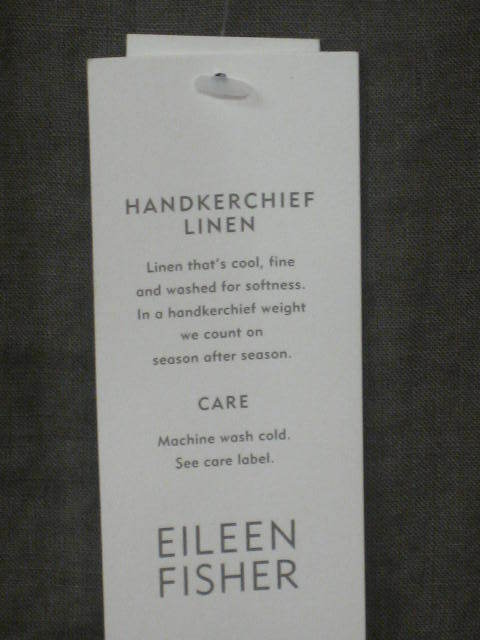 HANDKERCHIEF
LINEN
Linen that's cool, fine
and washed for softness.
In a handkerchief weight
we count on
season after season.
CARE
Machine wash cold.
See care label.
EILEEN
FISHER